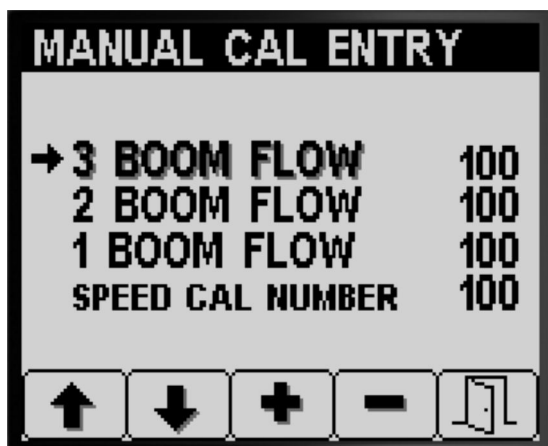 MANUAL CAL ENTRY
3 BOOM FLOW 100
2 BOOM FLOW 100
1 BOOM FLOW 100
SPEED CAL NUMBER 100